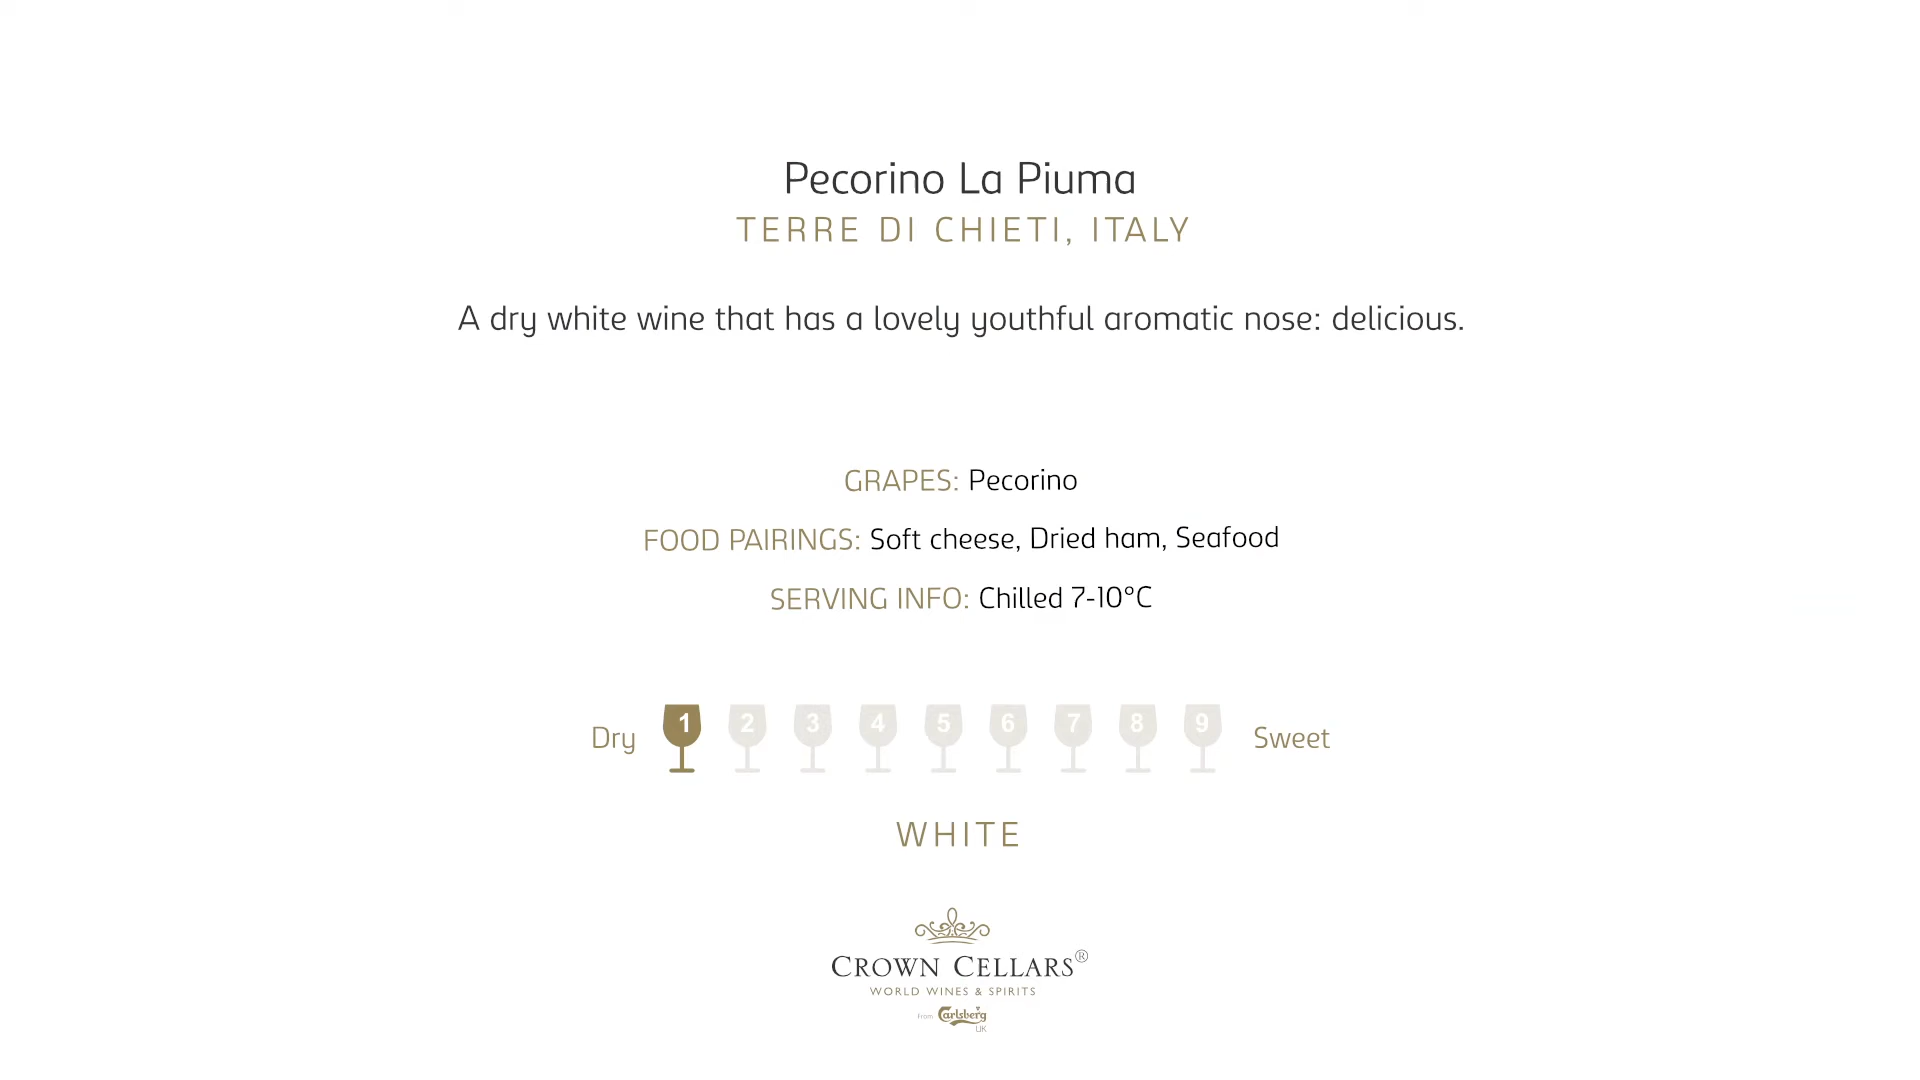 Pecorino La Piuma
TERRE DI CHIETI, ITALY
A dry white wine that has a lovely youthful aromatic nose: delicious.
GRAPES: Pecorino
FOOD PAIRINGS: Soft cheese, Dried ham, Seafood
SERVING INFO: Chilled 7-10°C
Dry 1 2 3 4 5 6 7 8 9 Sweet
WHITE
CROWN CELLARS®
WORLD WINES & SPIRITS
From Carlsberg
UK